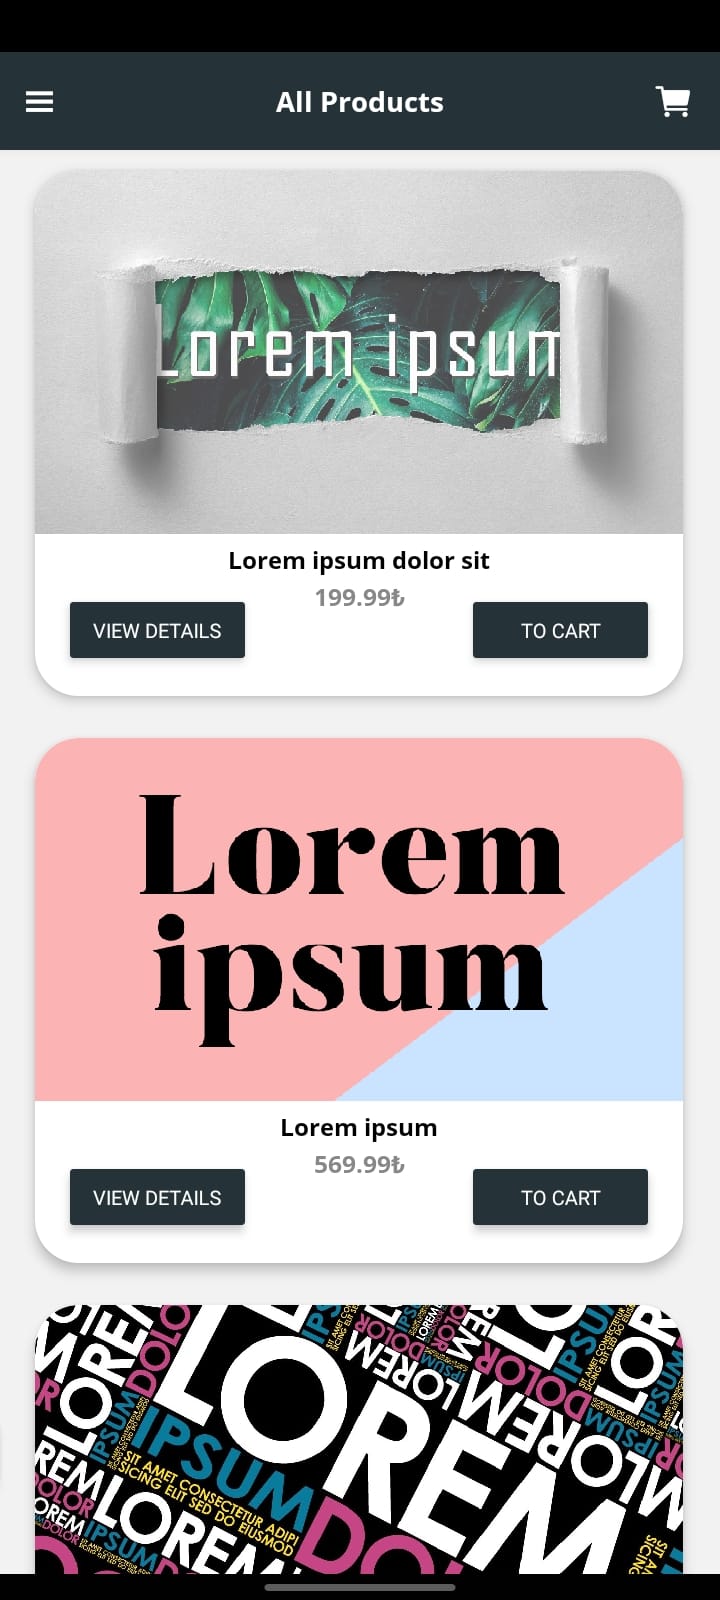 All Products
Lorem ipsum
Lorem ipsum dolor sit
199.99₺
VIEW DETAILS
TO CART
Lorem
ipsum
Lorem ipsum
569.99₺
VIEW DETAILS
TO CART
LOREM
IPSUM
DOLOR
SIT AMET CONSECTETUR ADIPI
SICING ELIT SED DO EIUSMOD
LOREM
LOREM
DOLOR
IPSUM
LOREM
DOLOR
IPSUM
LOREM